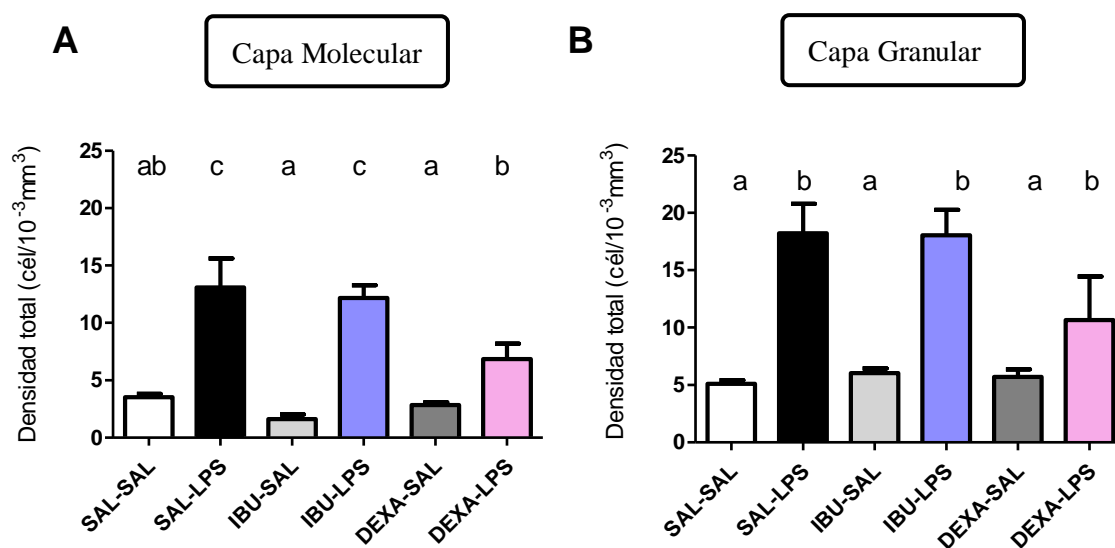 A
Capa Molecular
Densidad total (cél/10⁻³mm³)
25
20
15
10
5
0
ab c a c a b
SAL-SAL
SAL-LPS
IBU-SAL
IBU-LPS
DEXA-SAL
DEXA-LPS
B
Capa Granular
Densidad total (cél/10⁻³mm³)
25
20
15
10
5
0
a b a b a b
SAL-SAL
SAL-LPS
IBU-SAL
IBU-LPS
DEXA-SAL
DEXA-LPS